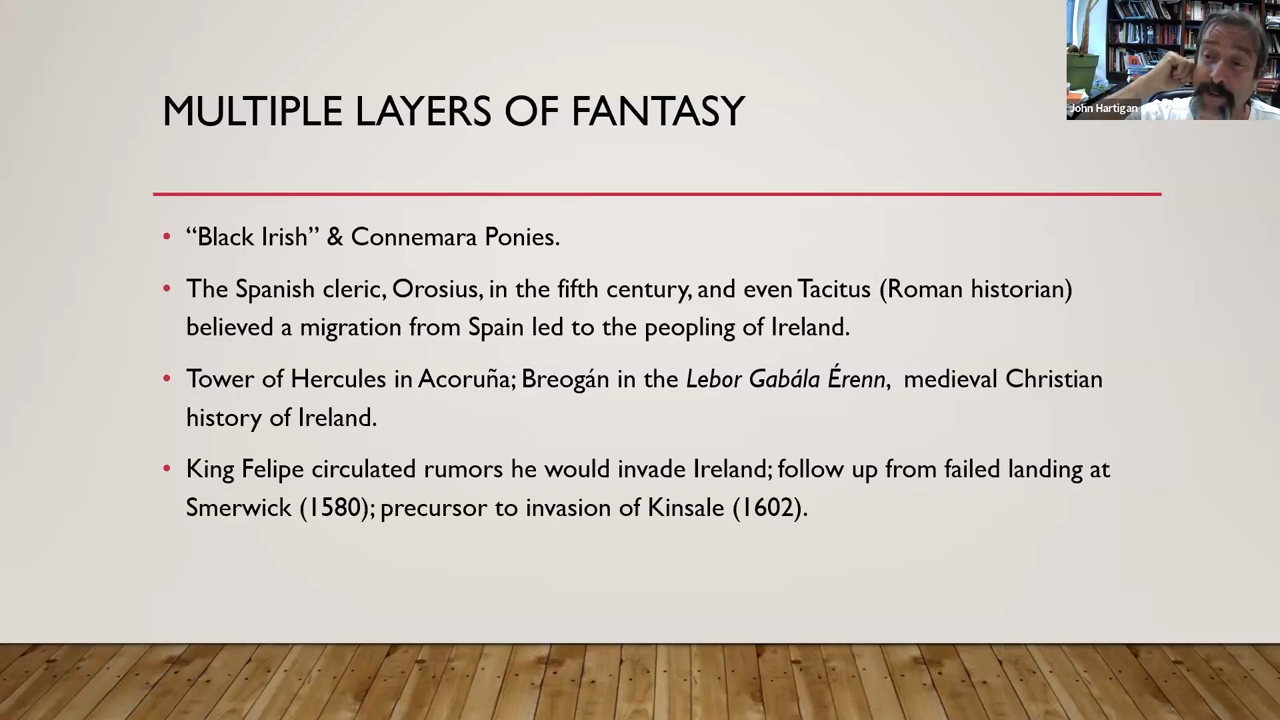 MULTIPLE LAYERS OF FANTASY
John Hartigan
• “Black Irish” & Connemara Ponies.
• The Spanish cleric, Orosius, in the fifth century, and even Tacitus (Roman historian)
believed a migration from Spain led to the peopling of Ireland.
• Tower of Hercules in Acoruña; Breogán in the Lebor Gabála Érenn, medieval Christian
history of Ireland.
• King Felipe circulated rumors he would invade Ireland; follow up from failed landing at
Smerwick (1580); precursor to invasion of Kinsale (1602).